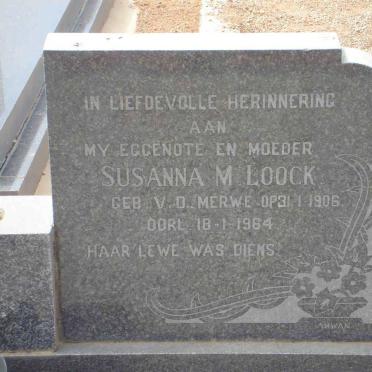 IN LIEFDEVOLLE HERINNERING
AAN
MY EGGENOTE EN MOEDER
SUSANNA M LOOCK
GEB. V.D. MERWE OP 31-1-1906
OORL. 18-1-1964
HAAR LEWE WAS DIENS.